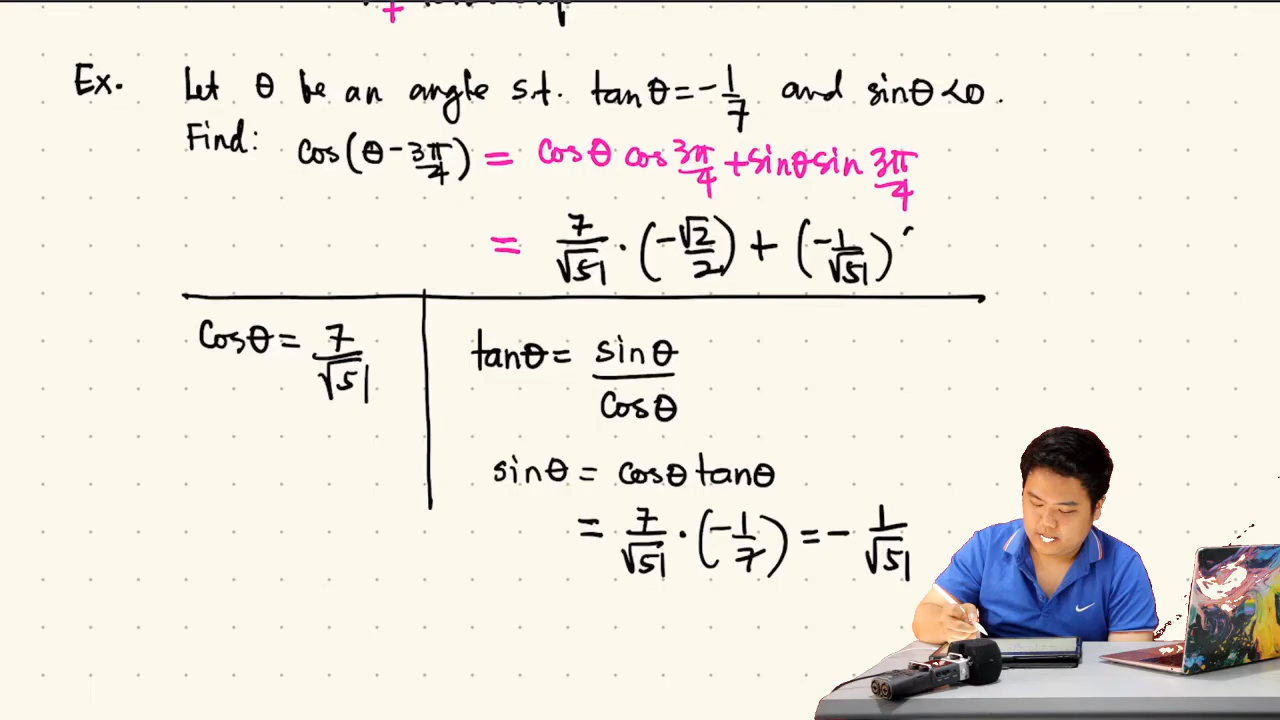 Ex. Let θ be an angle s.t. tanθ = -1/7 and sinθ<0.
Find: cos(θ - 3π/4) = cosθ cos 3π/4 + sinθ sin 3π/4
= 7/√51 · (-√2/2) + (-1/√51)
cosθ = 7/√51
tanθ = sinθ/cosθ
sinθ = cosθ tanθ
= 7/√51 · (-1/7) = - 1/√51